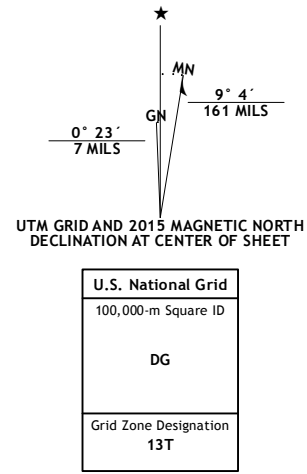 MN
GN
9° 4´
161 MILS
0° 23´
7 MILS
UTM GRID AND 2015 MAGNETIC NORTH
DECLINATION AT CENTER OF SHEET
U.S. National Grid
100,000-m Square ID
DG
Grid Zone Designation
13T